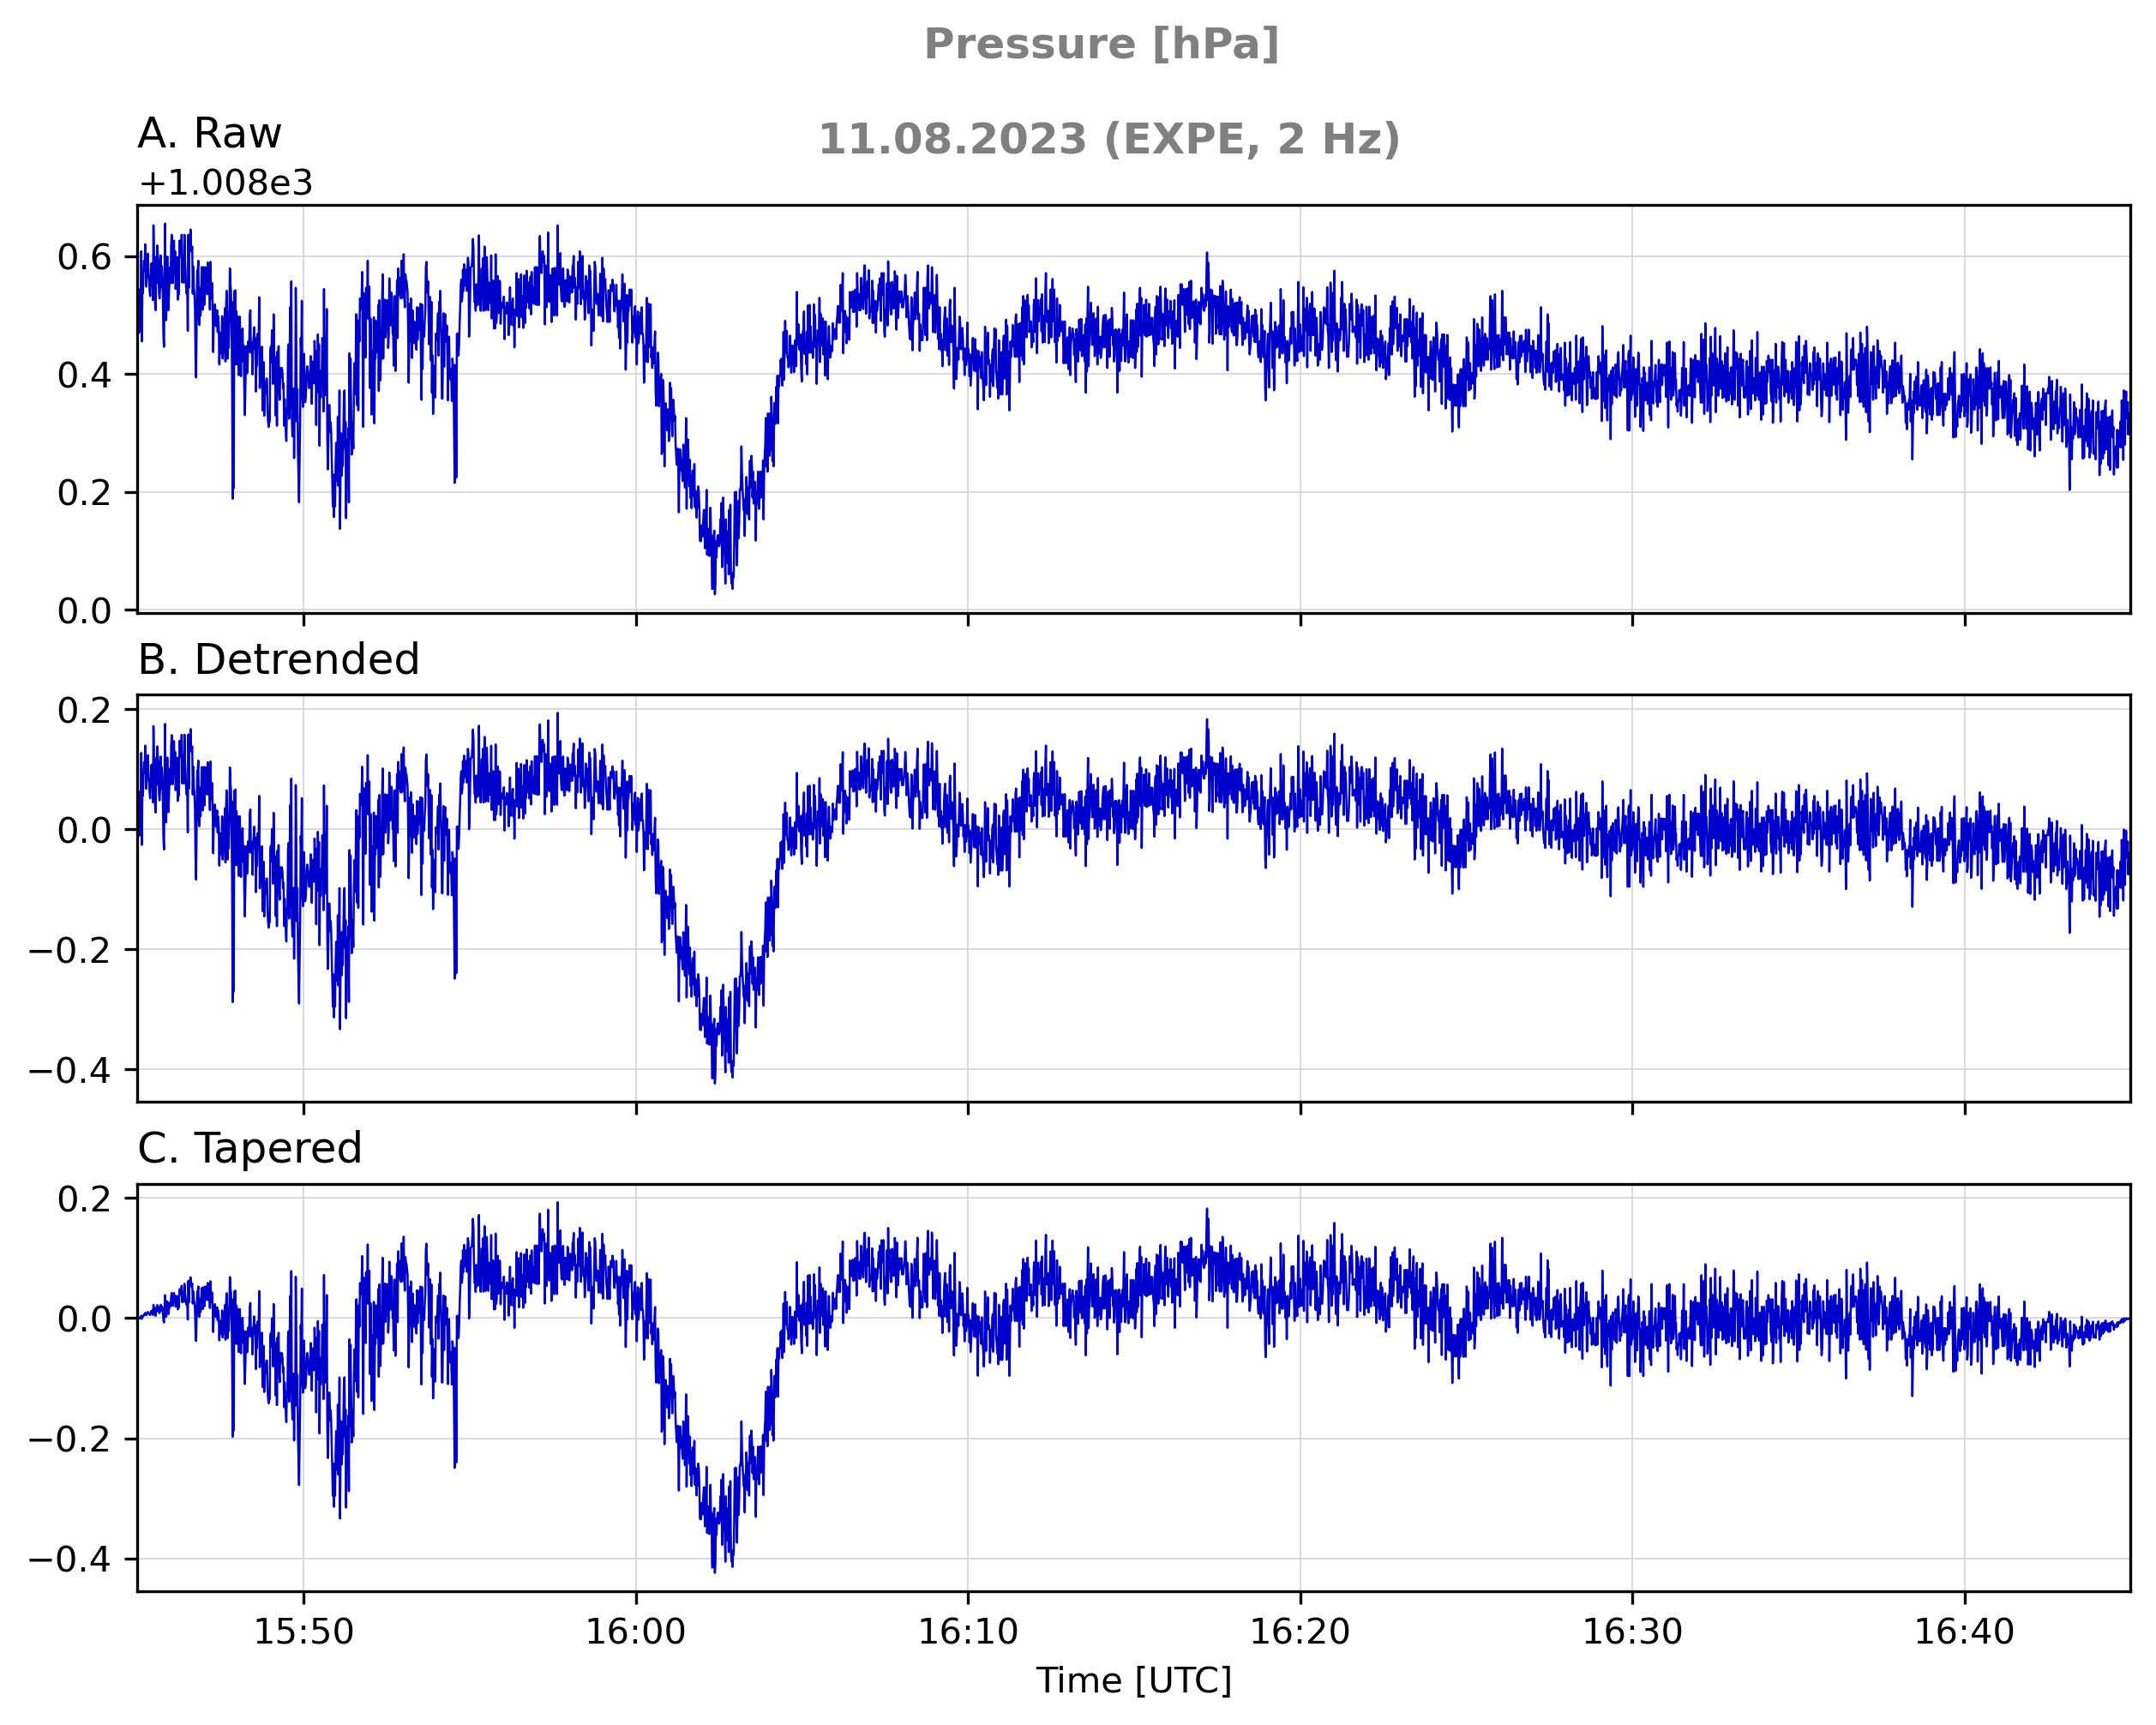 Pressure [hPa]
11.08.2023 (EXPE, 2 Hz)
A. Raw
+1.008e3
0.6
0.4
0.2
0.0
B. Detrended
0.2
0.0
−0.2
−0.4
C. Tapered
0.2
0.0
−0.2
−0.4
15:50 16:00 16:10 16:20 16:30 16:40
Time [UTC]